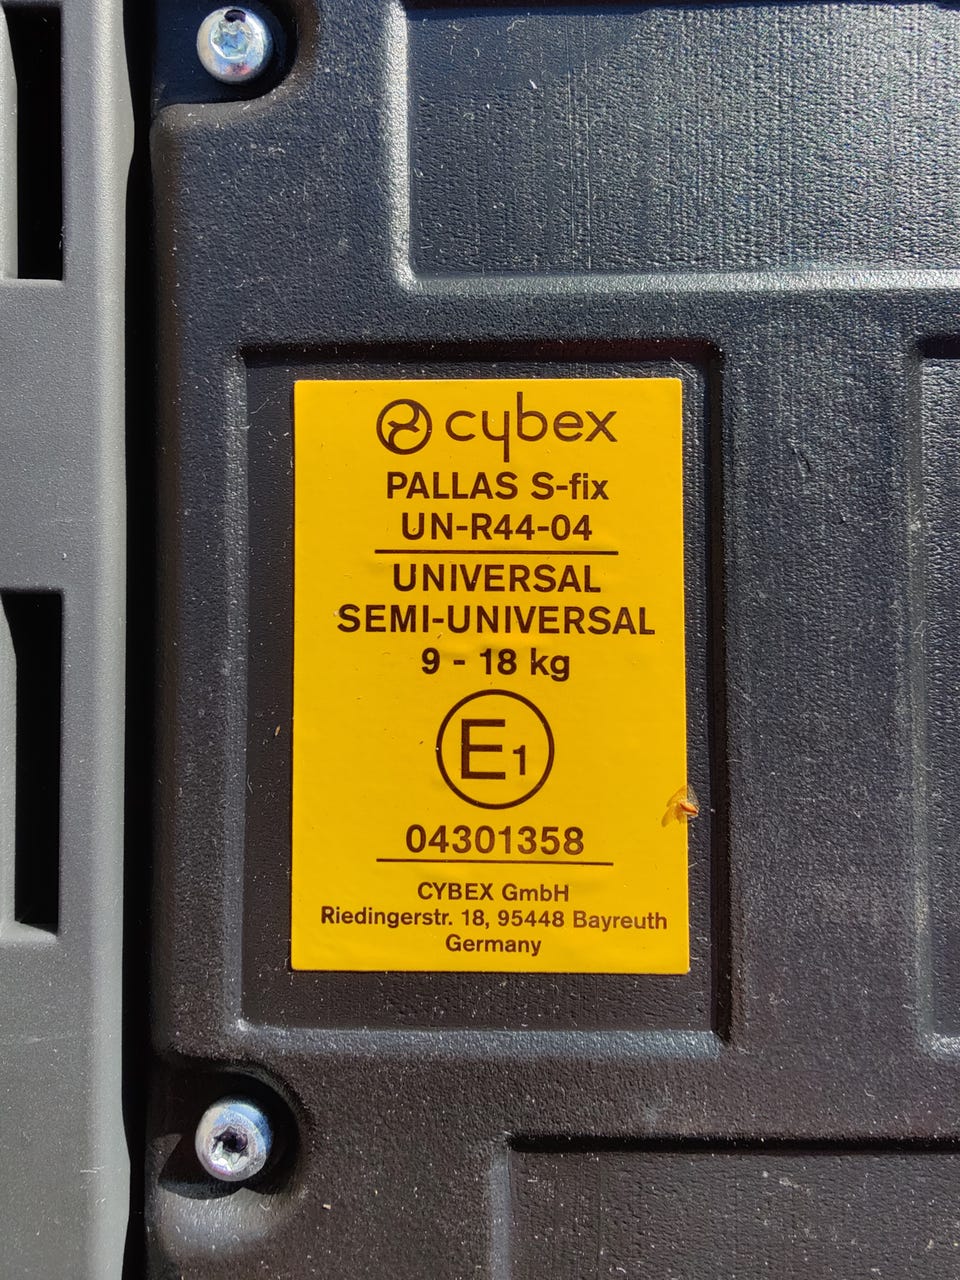 cybex
PALLAS S-fix
UN-R44-04
UNIVERSAL
SEMI-UNIVERSAL
9 - 18 kg
E1
04301358
CYBEX GmbH
Riedingerstr. 18, 95448 Bayreuth
Germany